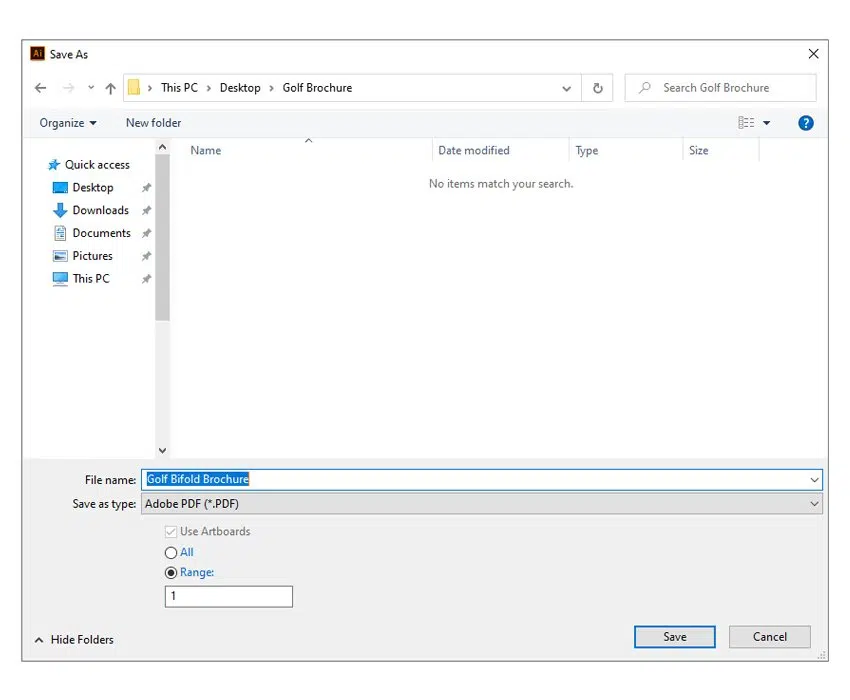 Ai Save As
This PC Desktop Golf Brochure Search Golf Brochure
Organize New folder ?
Name Date modified Type Size
No items match your search.
Quick access
Desktop
Downloads
Documents
Pictures
This PC
File name: Golf Bifold Brochure
Save as type: Adobe PDF (*.PDF)
Use Artboards
All
Range:
1
Hide Folders Save Cancel